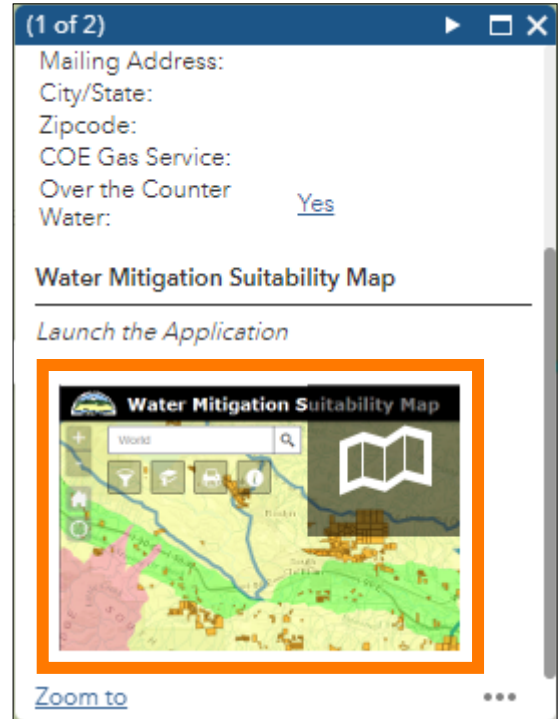 (1 of 2)
Mailing Address:
City/State:
Zipcode:
COE Gas Service:
Over the Counter
Water:
Yes
Water Mitigation Suitability Map
Launch the Application
Water Mitigation Suitability Map
World
South
Zoom to